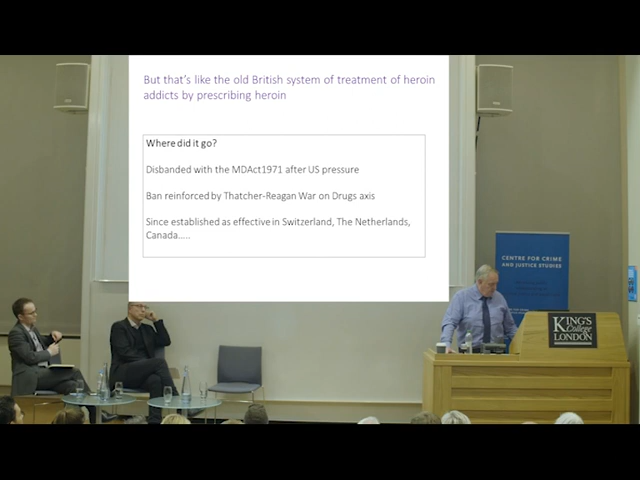 But that's like the old British system of treatment of heroin
addicts by prescribing heroin
Where did it go?
Disbanded with the MDAct1971 after US pressure
Ban reinforced by Thatcher-Reagan War on Drugs axis
Since established as effective in Switzerland, The Netherlands,
Canada…..
CENTRE FOR CRIME
AND JUSTICE STUDIES
KING'S
College
LONDON